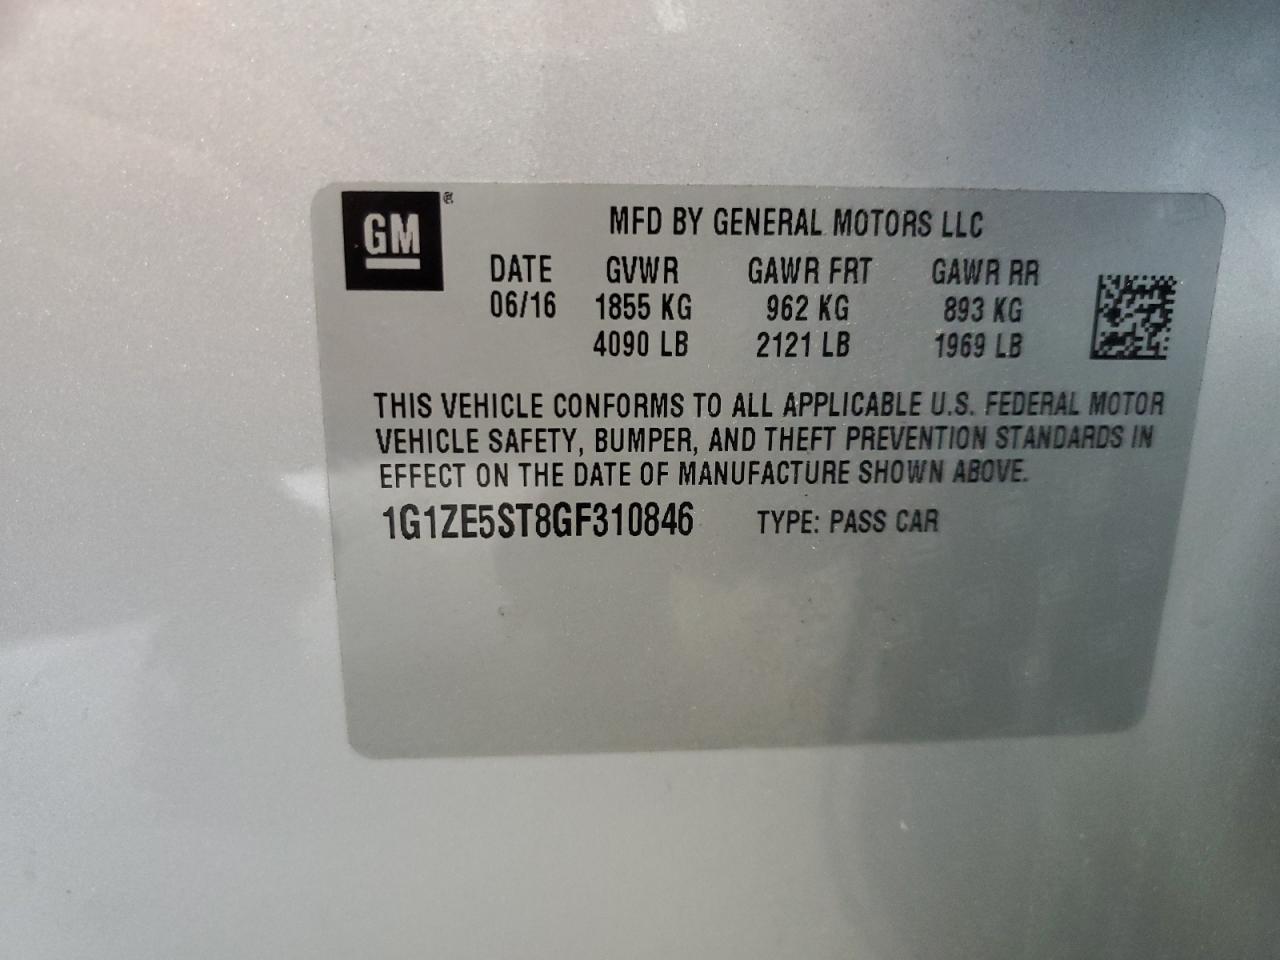 GM®
MFD BY GENERAL MOTORS LLC
DATE GVWR GAWR FRT GAWR RR
06/16 1855 KG 962 KG 893 KG
4090 LB 2121 LB 1969 LB
THIS VEHICLE CONFORMS TO ALL APPLICABLE U.S. FEDERAL MOTOR
VEHICLE SAFETY, BUMPER, AND THEFT PREVENTION STANDARDS IN
EFFECT ON THE DATE OF MANUFACTURE SHOWN ABOVE.
1G1ZE5ST8GF310846 TYPE: PASS CAR